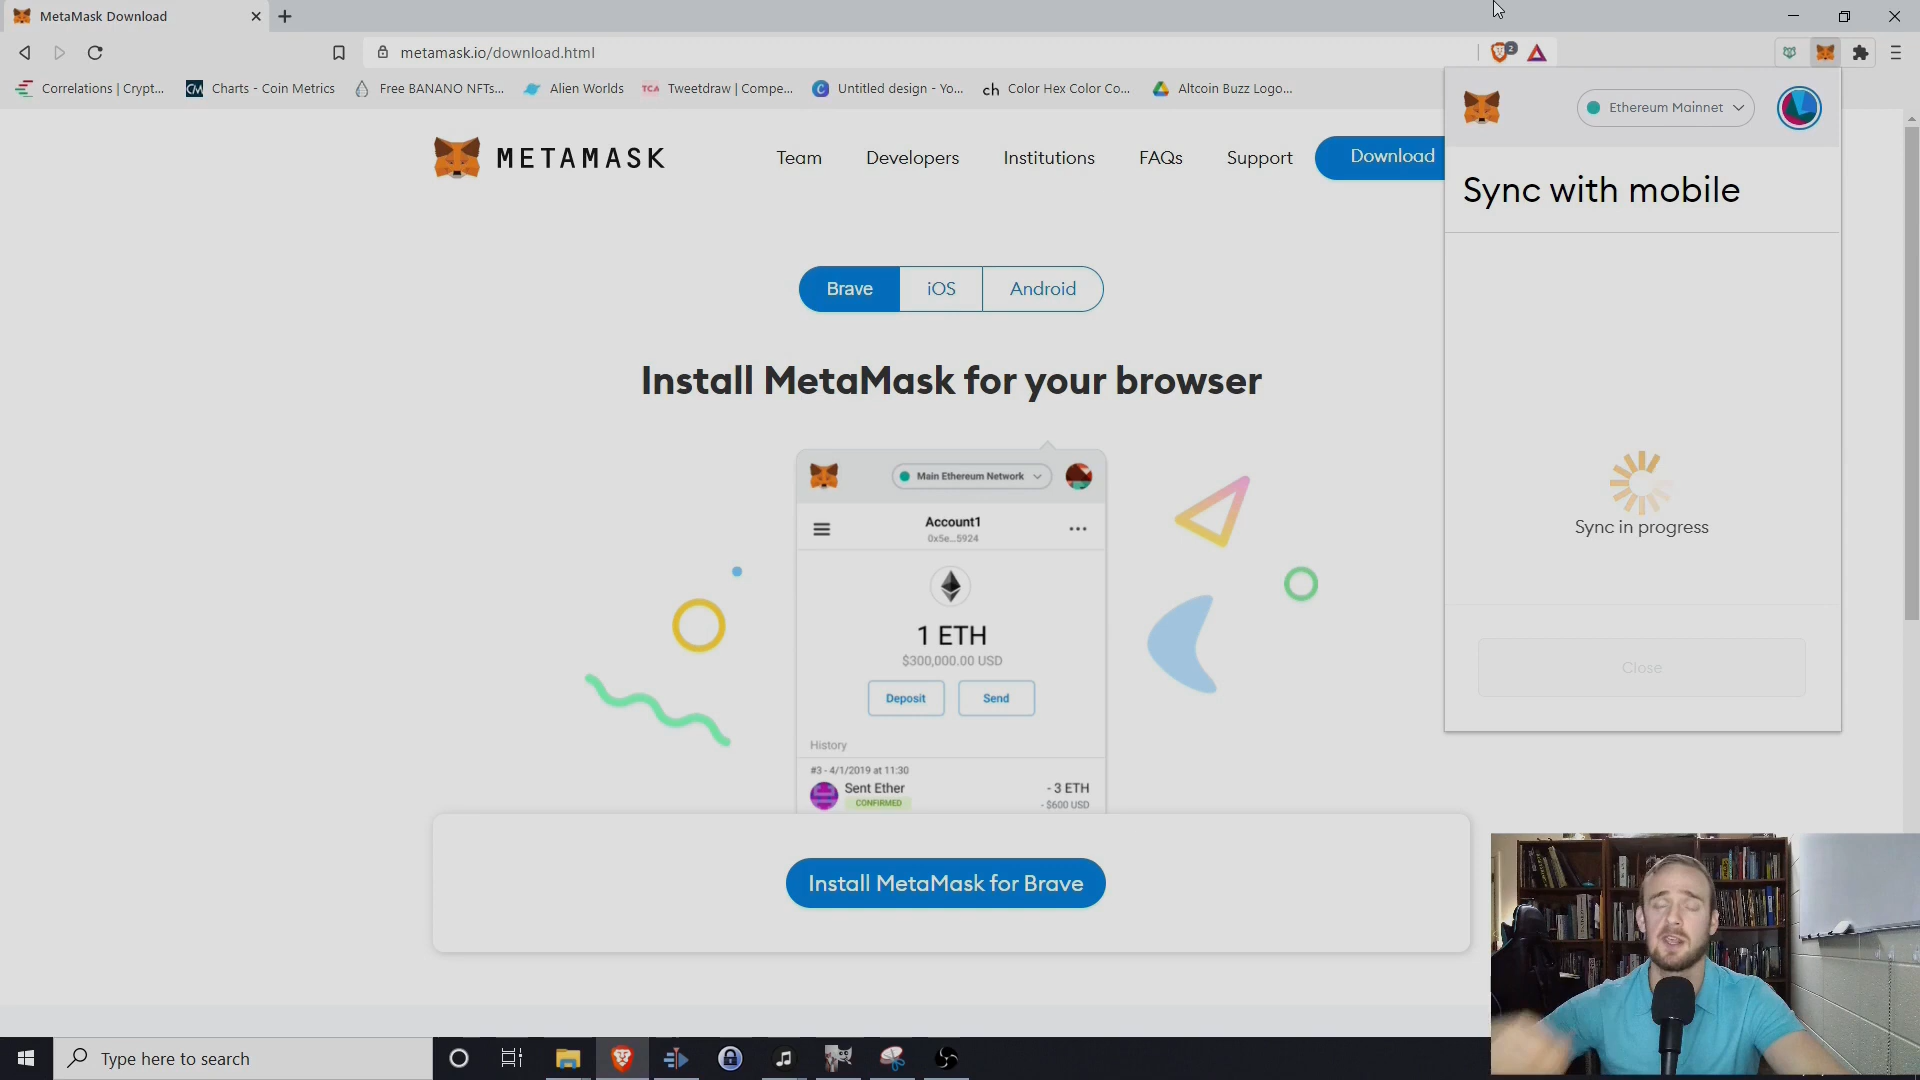 MetaMask Download
metamask.io/download.html
2
Correlations | Crypt...
CM
Charts - Coin Metrics
Free BANANO NFTs...
Alien Worlds
TCA
Tweetdraw | Compe...
C
Untitled design - Yo...
ch
Color Hex Color Co...
Altcoin Buzz Logo...
METAMASK
Team
Developers
Institutions
FAQs
Support
Download
Ethereum Mainnet
Sync with mobile
Sync in progress
Close
Brave
iOS
Android
Install MetaMask for your browser
Main Ethereum Network
Account1
0x5e...5924
1 ETH
$300,000.00 USD
Deposit
Send
History
#3 - 4/1/2019 at 11:30
Sent Ether
- 3 ETH
CONFIRMED
- $600 USD
Install MetaMask for Brave
Type here to search